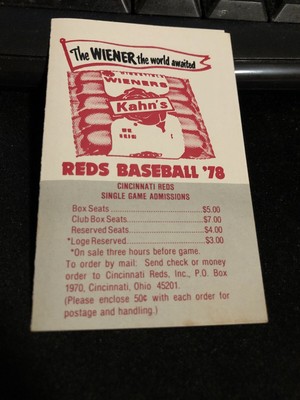 The WIENER the world awaited
WIENERS
Kahn's
REDS BASEBALL '78
CINCINNATI REDS
SINGLE GAME ADMISSIONS
Box Seats..............................$5.00
Club Box Seats......................$7.00
Reserved Seats.....................$4.00
*Loge Reserved.....................$3.00
*On sale three hours before game.
To order by mail: Send check or money
order to Cincinnati Reds, Inc., P.O. Box
1970, Cincinnati, Ohio 45201.
(Please enclose 50¢ with each order for
postage and handling.)